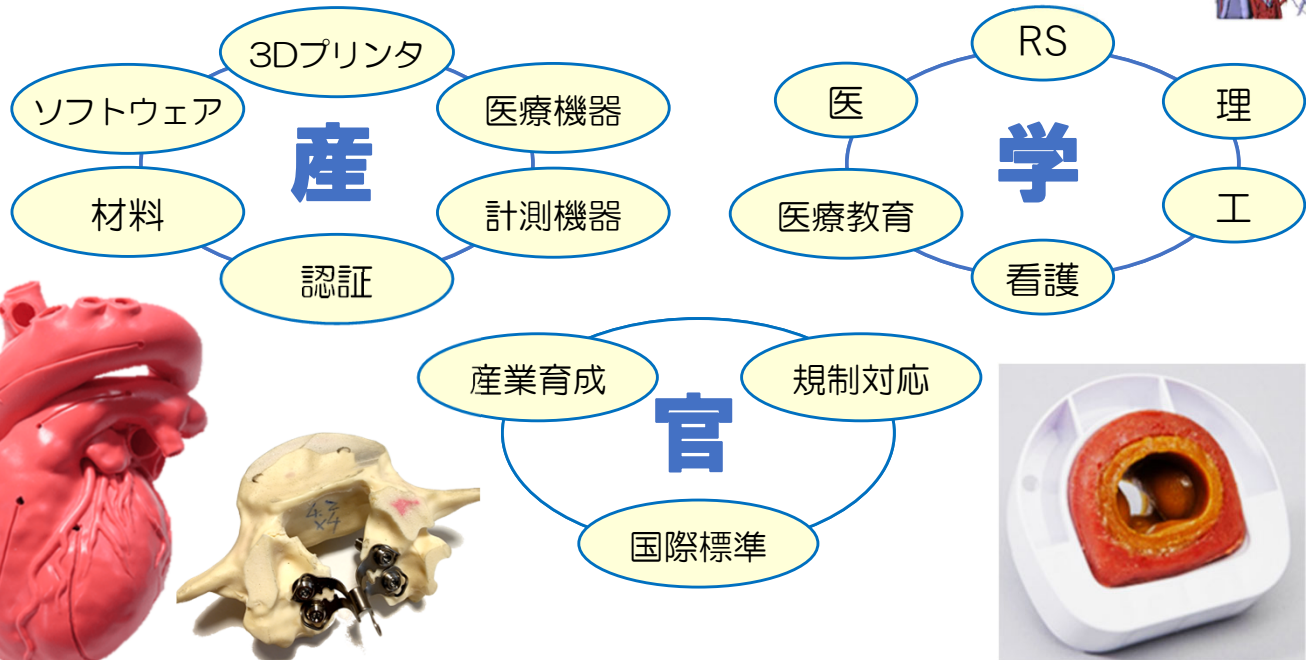 3Dプリンタ
ソフトウェア
医療機器
産
材料
計測機器
認証
RS
医
理
学
医療教育
工
看護
産業育成
規制対応
官
国際標準